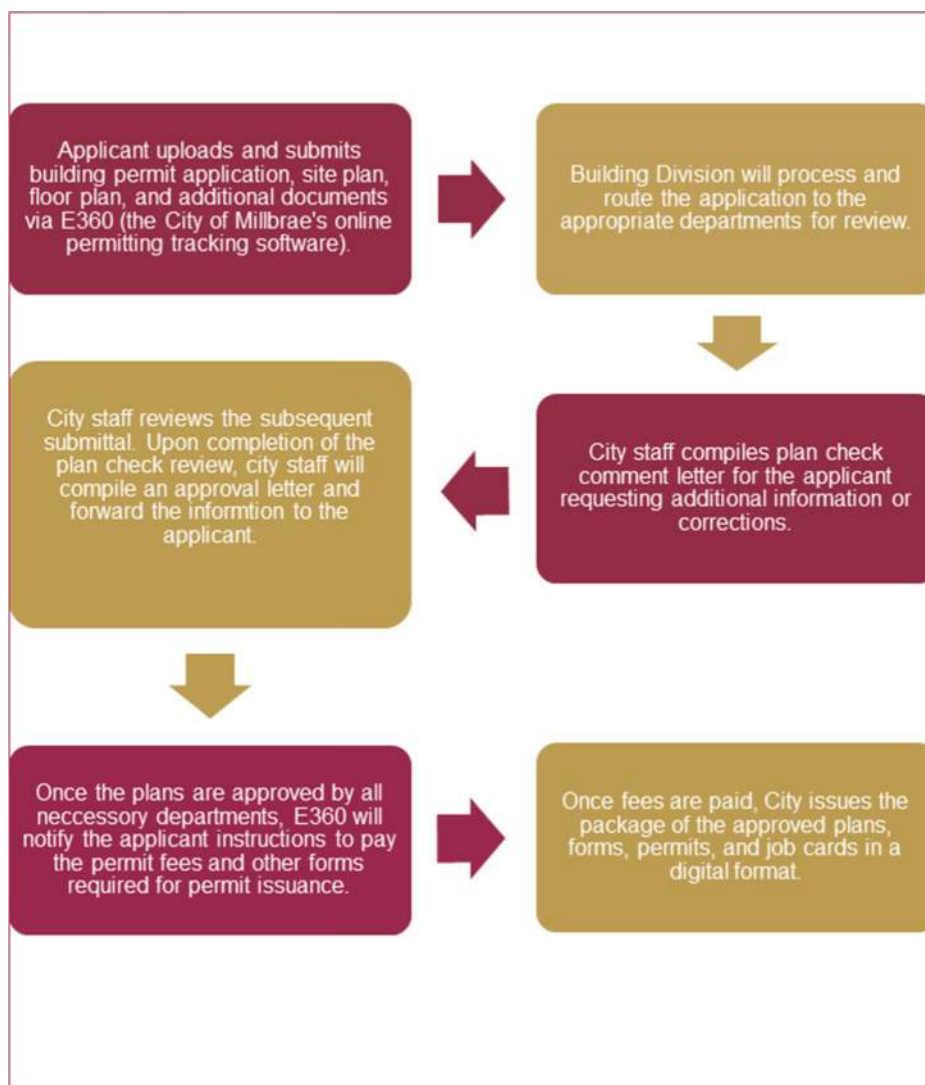 Applicant uploads and submits
building permit application, site plan,
floor plan, and additional documents
via E360 (the City of Millbrae's online
permitting tracking software).
Building Division will process and
route the application to the
appropriate departments for review.
City staff compiles plan check
comment letter for the applicant
requesting additional information or
corrections.
City staff reviews the subsequent
submittal. Upon completion of the
plan check review, city staff will
compile an approval letter and
forward the informtion to the
applicant.
Once the plans are approved by all
neccessory departments, E360 will
notify the applicant instructions to pay
the permit fees and other forms
required for permit issuance.
Once fees are paid, City issues the
package of the approved plans,
forms, permits, and job cards in a
digital format.